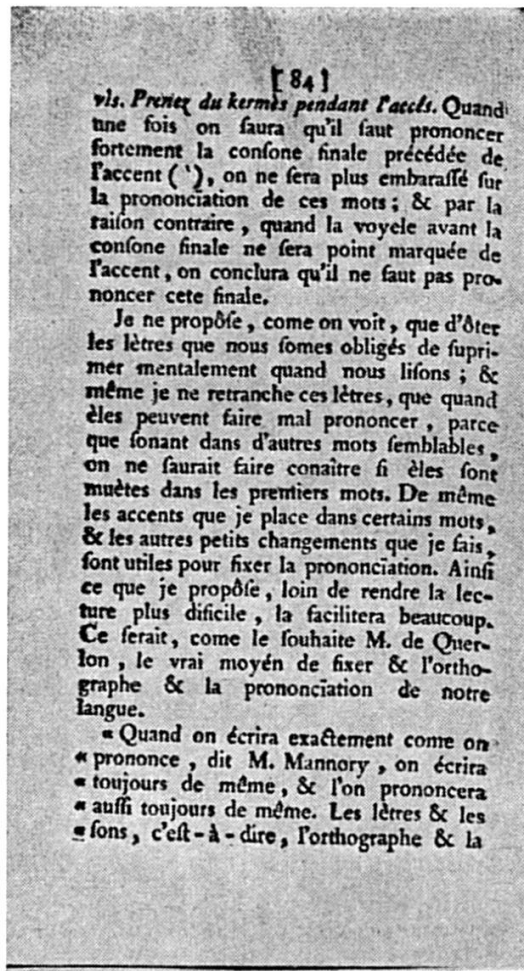 [ 84 ]
vls. Prenez du kermès pendant l'accès. Quand
une fois on ſaura qu'il faut prononcer
fortement la conſone finale précédée de
l'accent (`), on ne ſera plus embaraſſé ſur
la prononciation de ces mots ; & par la
raiſon contraire, quand la voyele avant la
conſone finale ne ſera point marquée de
l'accent, on conclura qu'il ne faut pas pro-
noncer cete finale.
Je ne propôſe, come on voit, que d'ôter
les lètres que nous ſomes obligés de ſupri-
mer mentalement quand nous liſons ; &
même je ne retranche ces lètres, que quand
èles peuvent faire mal prononcer, parce
que ſonant dans d'autres mots ſemblables,
on ne ſaurait faire conaître ſi èles ſont
muètes dans les premiers mots. De même
les accents que je place dans certains mots,
& les autres petits changements que je fais,
ſont utiles pour fixer la prononciation. Ainſi
ce que je propôſe, loin de rendre la lec-
ture plus dificile, la facilitera beaucoup.
Ce ſerait, come le ſouhaite M. de Quer-
lon, le vrai moyén de fixer & l'ortho-
graphe & la prononcïation de notre
langue.
« Quand on écrira exactement come on
« prononce, dit M. Mannory, on écrira
« toujours de même, & l'on prononcera
« auſſi toujours de même. Les lètres & les
« ſons, c'eſt-à-dire, l'orthographe & la